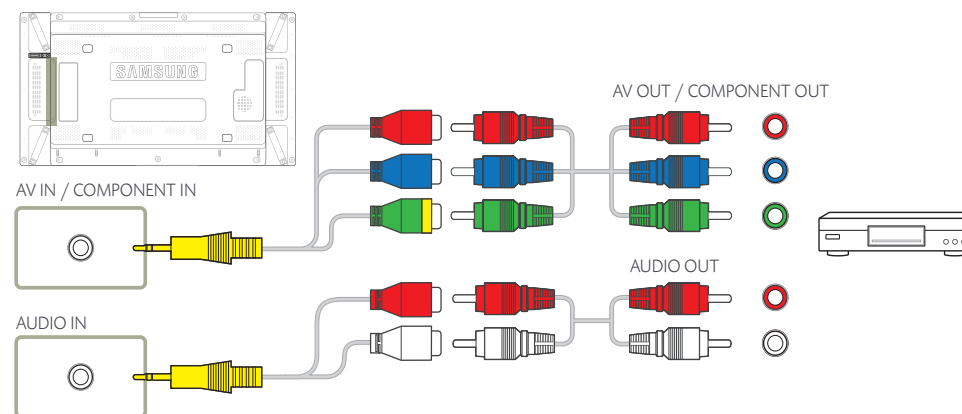 SAMSUNG
AV OUT / COMPONENT OUT
AV IN / COMPONENT IN
AUDIO OUT
AUDIO IN